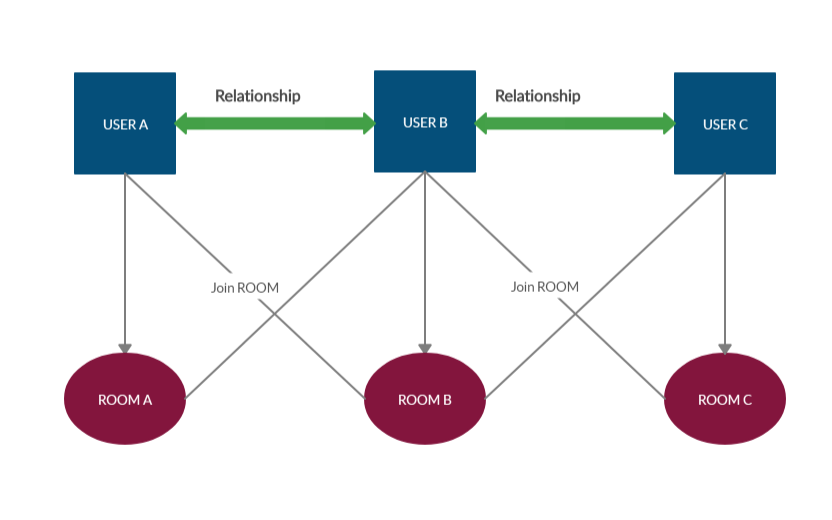 Relationship
Relationship
USER A
USER B
USER C
Join ROOM
Join ROOM
ROOM A
ROOM B
ROOM C